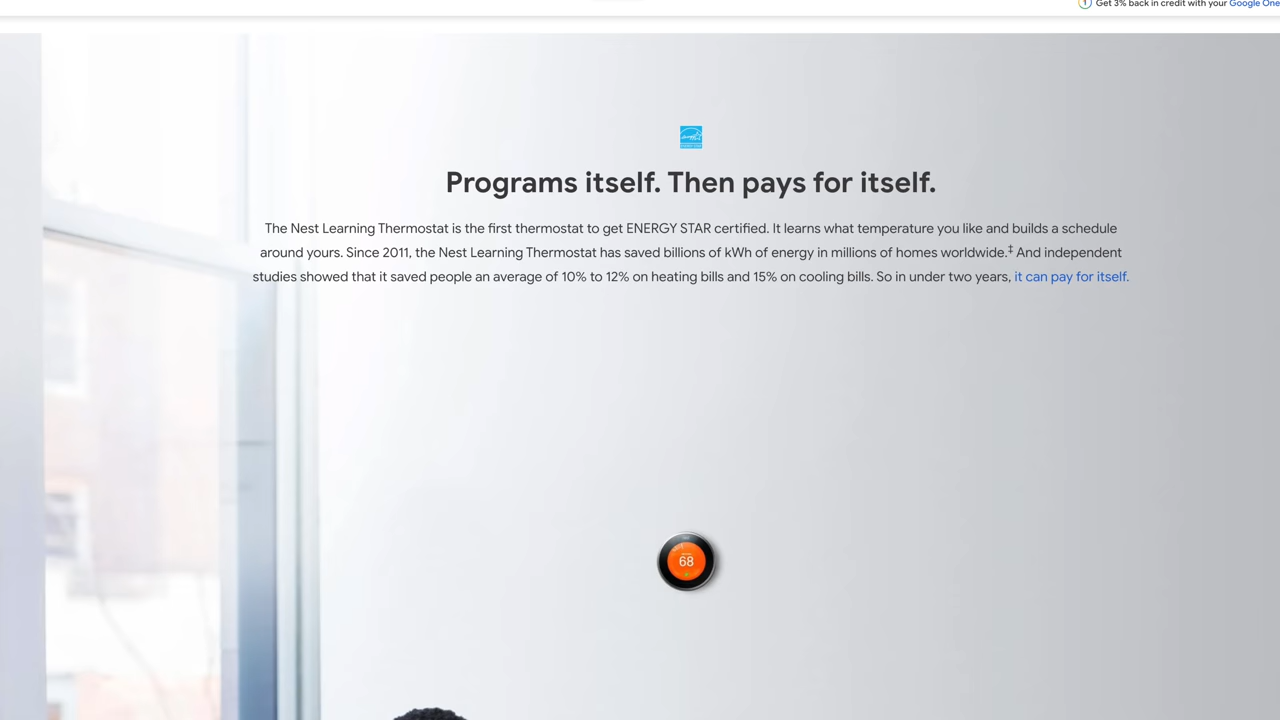 1 Get 3% back in credit with your Google One
Programs itself. Then pays for itself.
The Nest Learning Thermostat is the first thermostat to get ENERGY STAR certified. It learns what temperature you like and builds a schedule
around yours. Since 2011, the Nest Learning Thermostat has saved billions of kWh of energy in millions of homes worldwide.‡ And independent
studies showed that it saved people an average of 10% to 12% on heating bills and 15% on cooling bills. So in under two years, it can pay for itself.
68